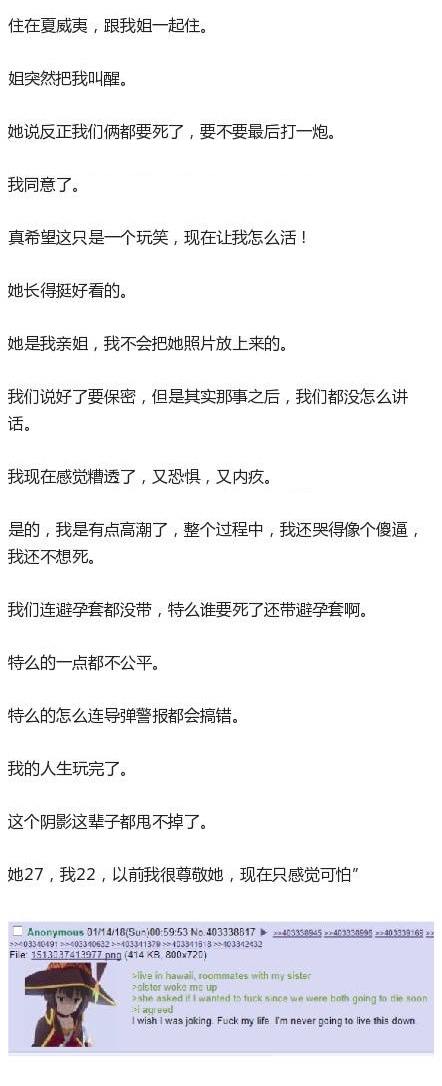 住在夏威夷，跟我姐一起住。
姐突然把我叫醒。
她说反正我们俩都要死了，要不要最后打一炮。
我同意了。
真希望这只是一个玩笑，现在让我怎么活！
她长得挺好看的。
她是我亲姐，我不会把她照片放上来的。
我们说好了要保密，但是其实那事之后，我们都没怎么讲
话。
我现在感觉糟透了，又恐惧，又内疚。
是的，我是有点高潮了，整个过程中，我还哭得像个傻逼，
我还不想死。
我们连避孕套都没带，特么谁要死了还带避孕套啊。
特么的一点都不公平。
特么的怎么连导弹警报都会搞错。
我的人生玩完了。
这个阴影这辈子都甩不掉了。
她27，我22，以前我很尊敬她，现在只感觉可怕”
Anonymous 01/14/18(Sun)00:59:53 No.403338817 ▶ >>403338945 >>403338996 >>403339169
>>403340491 >>403340632 >>403341379 >>403341618 >>403342432
File: 1513037413977.png (414 KB, 800x720)
>live in hawaii, roommates with my sister
>sister woke me up
>she asked if I wanted to fuck since we were both going to die soon
>i agreed
I wish i was joking. Fuck my life. I'm never going to live this down.